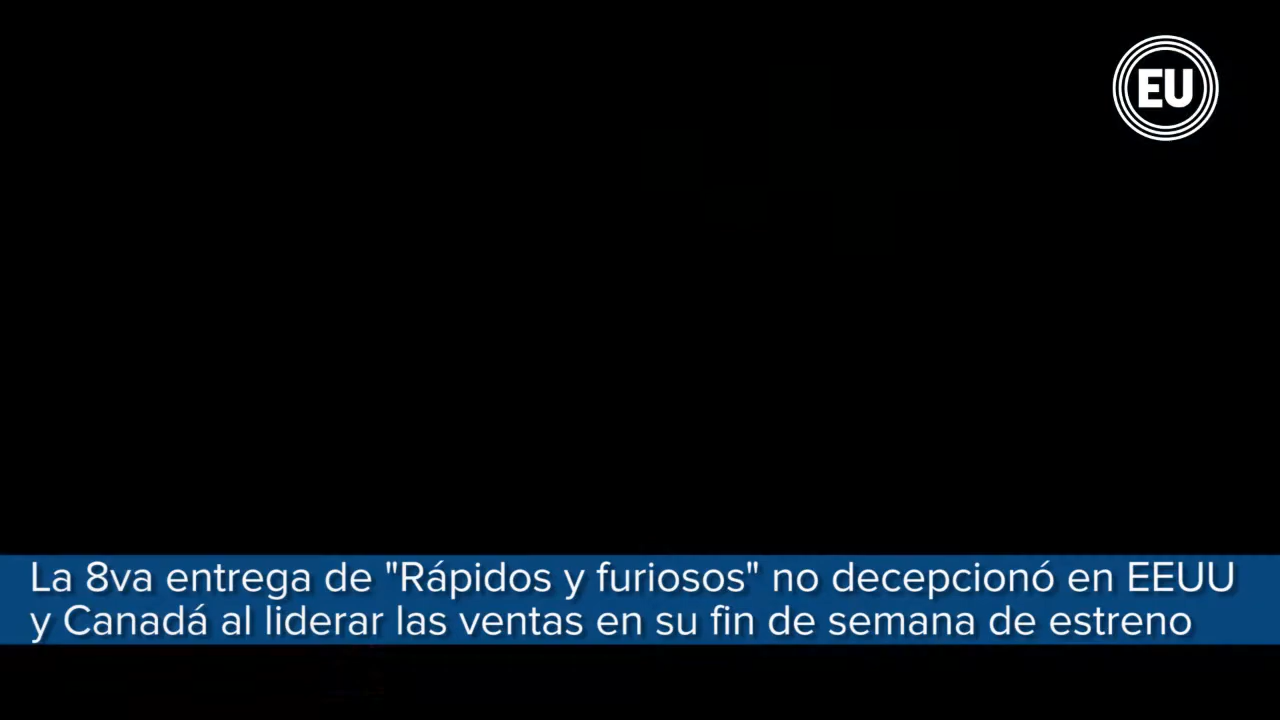 EU
La 8va entrega de "Rápidos y furiosos" no decepcionó en EEUU
y Canadá al liderar las ventas en su fin de semana de estreno